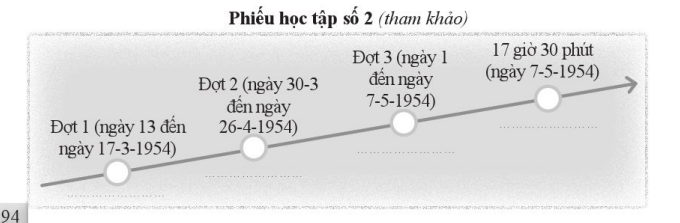 Phiếu học tập số 2 (tham khảo)
Đợt 1 (ngày 13 đến
ngày 17-3-1954)
Đợt 2 (ngày 30-3
đến ngày
26-4-1954)
Đợt 3 (ngày 1
đến ngày
7-5-1954)
17 giờ 30 phút
(ngày 7-5-1954)
94